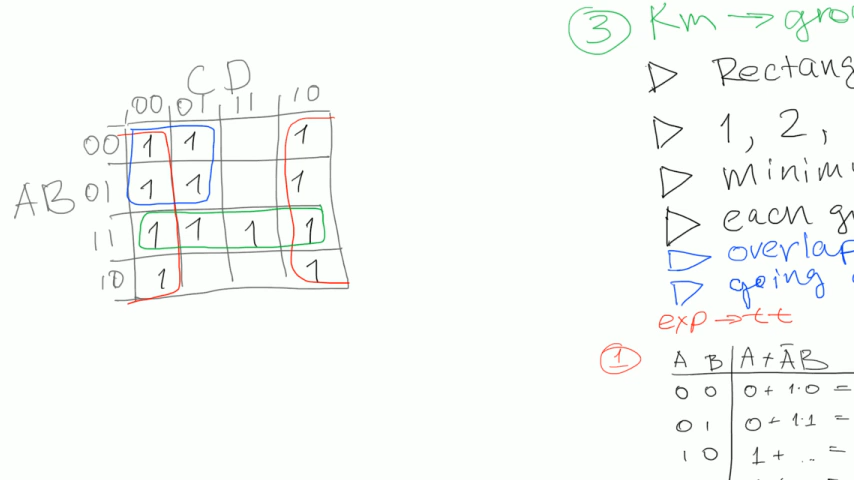 CD
00 01 11 10
00 1 1 1
AB 01 1 1 1
11 1 1 1 1
10 1 1
3 Km → gro
▷ Rectang
▷ 1, 2,
▷ minim
▷ each g
▷ overlap
▷ going
exp → tt
1 A B A + A̅B
0 0 0 + 1·0 =
0 1 0 + 1·1 =
1 0 1 + .. =